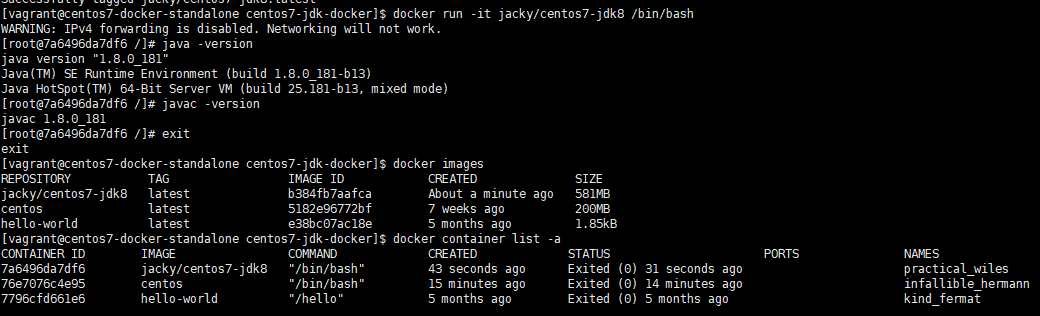 Successfully tagged jacky/centos7-jdk8:latest
[vagrant@centos7-docker-standalone centos7-jdk-docker]$ docker run -it jacky/centos7-jdk8 /bin/bash
WARNING: IPv4 forwarding is disabled. Networking will not work.
[root@7a6496da7df6 /]# java -version
java version "1.8.0_181"
Java(TM) SE Runtime Environment (build 1.8.0_181-b13)
Java HotSpot(TM) 64-Bit Server VM (build 25.181-b13, mixed mode)
[root@7a6496da7df6 /]# javac -version
javac 1.8.0_181
[root@7a6496da7df6 /]# exit
exit
[vagrant@centos7-docker-standalone centos7-jdk-docker]$ docker images
REPOSITORY TAG IMAGE ID CREATED SIZE
jacky/centos7-jdk8 latest b384fb7aafca About a minute ago 581MB
centos latest 5182e96772bf 7 weeks ago 200MB
hello-world latest e38bc07ac18e 5 months ago 1.85kB
[vagrant@centos7-docker-standalone centos7-jdk-docker]$ docker container list -a
CONTAINER ID IMAGE COMMAND CREATED STATUS PORTS NAMES
7a6496da7df6 jacky/centos7-jdk8 "/bin/bash" 43 seconds ago Exited (0) 31 seconds ago practical_wiles
76e7076c4e95 centos "/bin/bash" 15 minutes ago Exited (0) 14 minutes ago infallible_hermann
7796cfd661e6 hello-world "/hello" 5 months ago Exited (0) 5 months ago kind_fermat